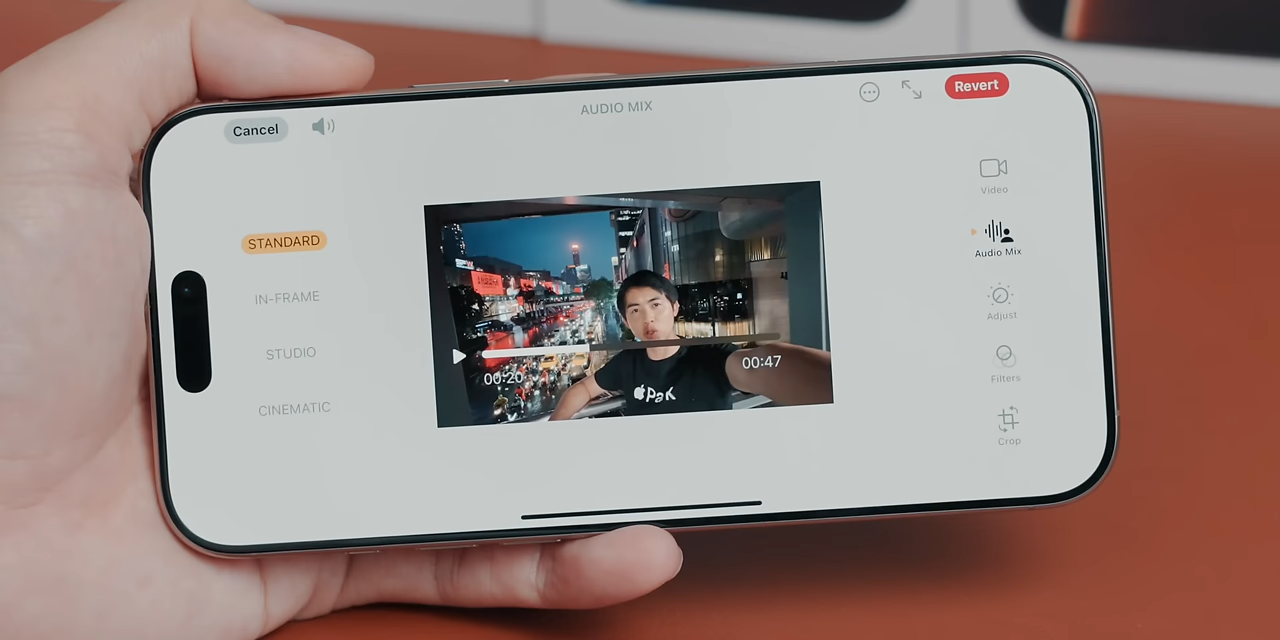 AUDIO MIX
Revert
Cancel
Video
STANDARD
Audio Mix
IN-FRAME
Adjust
STUDIO
Filters
CINEMATIC
Crop
00:20
00:47